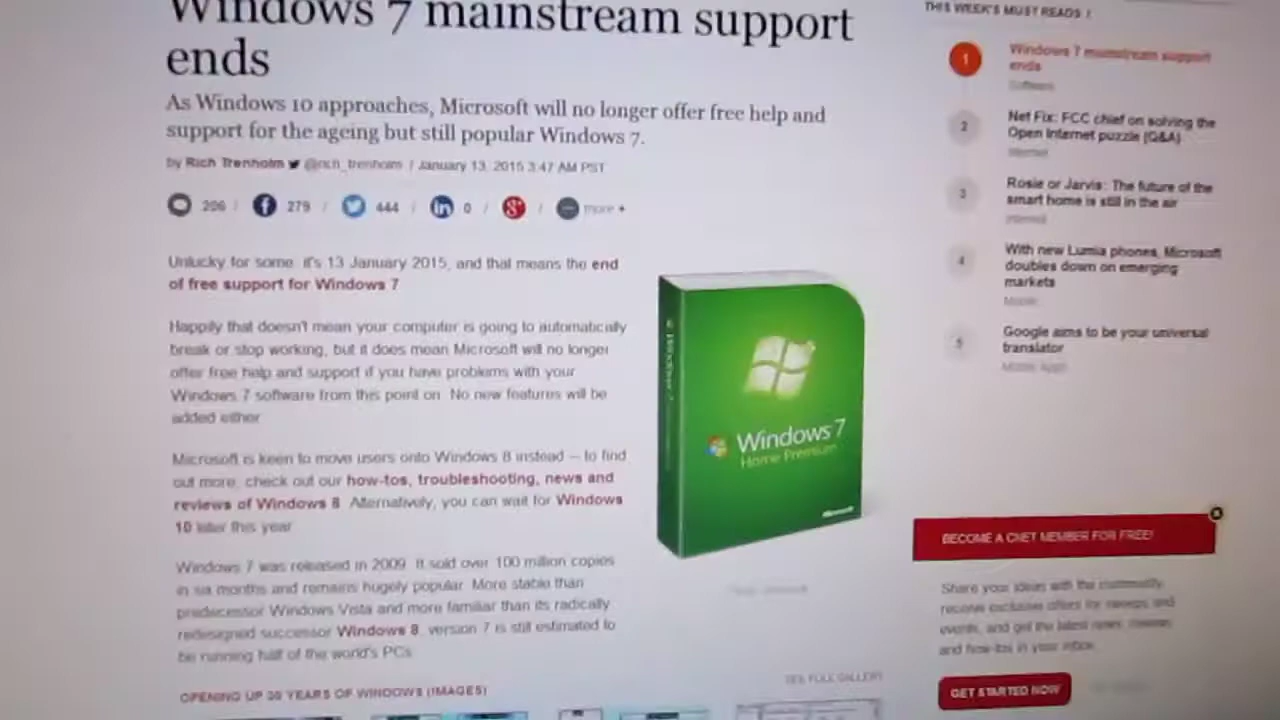 Windows 7 mainstream support
ends
As Windows 10 approaches, Microsoft will no longer offer free help and
support for the ageing but still popular Windows 7.
by Rich Trenholm @rich_trenholm / January 13, 2015 3:47 AM PST
206 / 279 / 444 / in 0 / g+ / more +
Unlucky for some: it's 13 January 2015, and that means the end
of free support for Windows 7
Happily that doesn't mean your computer is going to automatically
break or stop working, but it does mean Microsoft will no longer
offer free help and support if you have problems with your
Windows 7 software from this point on. No new features will be
added either.
Microsoft is keen to move users onto Windows 8 instead -- to find
out more, check out our how-tos, troubleshooting, news and
reviews of Windows 8. Alternatively, you can wait for Windows
10 later this year.
Windows 7 was released in 2009. It sold over 100 million copies
in six months and remains hugely popular. More stable than
predecessor Windows Vista and more familiar than its radically
redesigned successor Windows 8, version 7 is still estimated to
be running half of the world's PCs.
OPENING UP 30 YEARS OF WINDOWS (IMAGES)
SEE FULL GALLERY
Windows 7
Home Premium
Microsoft
THIS WEEK'S MUST READS /
1 Windows 7 mainstream support
ends
Software
2 Net Fix: FCC chief on solving the
Open Internet puzzle (Q&A)
Internet
3 Rosie or Jarvis: The future of the
smart home is still in the air
Internet
4 With new Lumia phones, Microsoft
doubles down on emerging
markets
Mobile
5 Google aims to be your universal
translator
Mobile Apps
BECOME A CNET MEMBER FOR FREE!
Share your ideas with the community,
receive exclusive offers for sweeps and
events, and get the latest news, reviews
and how-tos in your inbox.
GET STARTED NOW